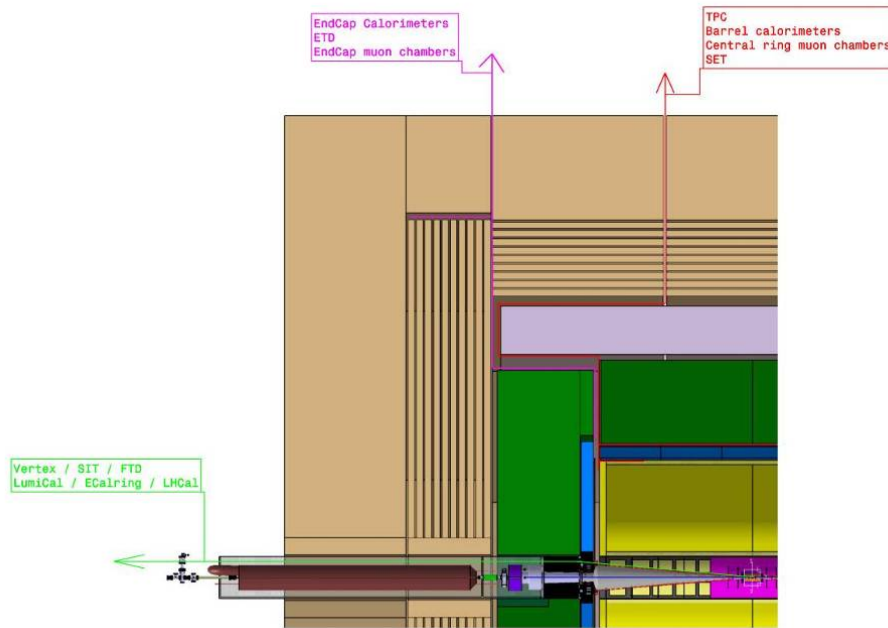 EndCap Calorimeters
ETD
EndCap muon chambers
TPC
Barrel calorimeters
Central ring muon chambers
SET
Vertex / SIT / FTD
LumiCal / ECalring / LHCal